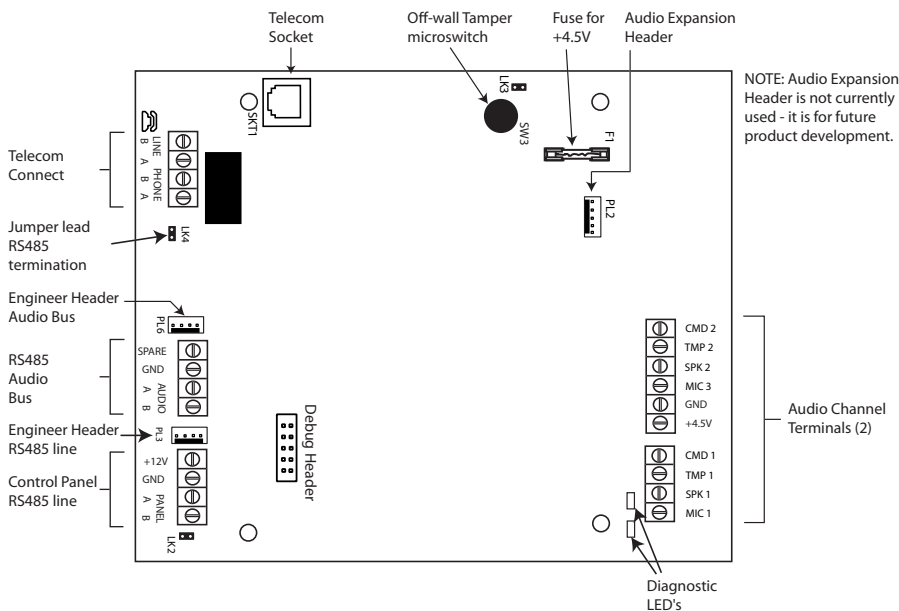 Telecom
Socket
Off-wall Tamper
microswitch
Fuse for
+4.5V
Audio Expansion
Header
NOTE: Audio Expansion
Header is not currently
used - it is for future
product development.
LK3
SKT1
SW3
F1
Telecom
Connect
LINE
B
A
PHONE
B
A
PL2
Jumper lead
RS485
termination
LK4
Engineer Header
Audio Bus
PL6
RS485
Audio
Bus
SPARE
GND
AUDIO
A
B
Engineer Header
RS485 line
PL3
Control Panel
RS485 line
+12V
GND
PANEL
A
B
LK2
Debug Header
CMD 2
TMP 2
SPK 2
MIC 3
GND
+4.5V
CMD 1
TMP 1
SPK 1
MIC 1
Audio Channel
Terminals (2)
Diagnostic
LED's